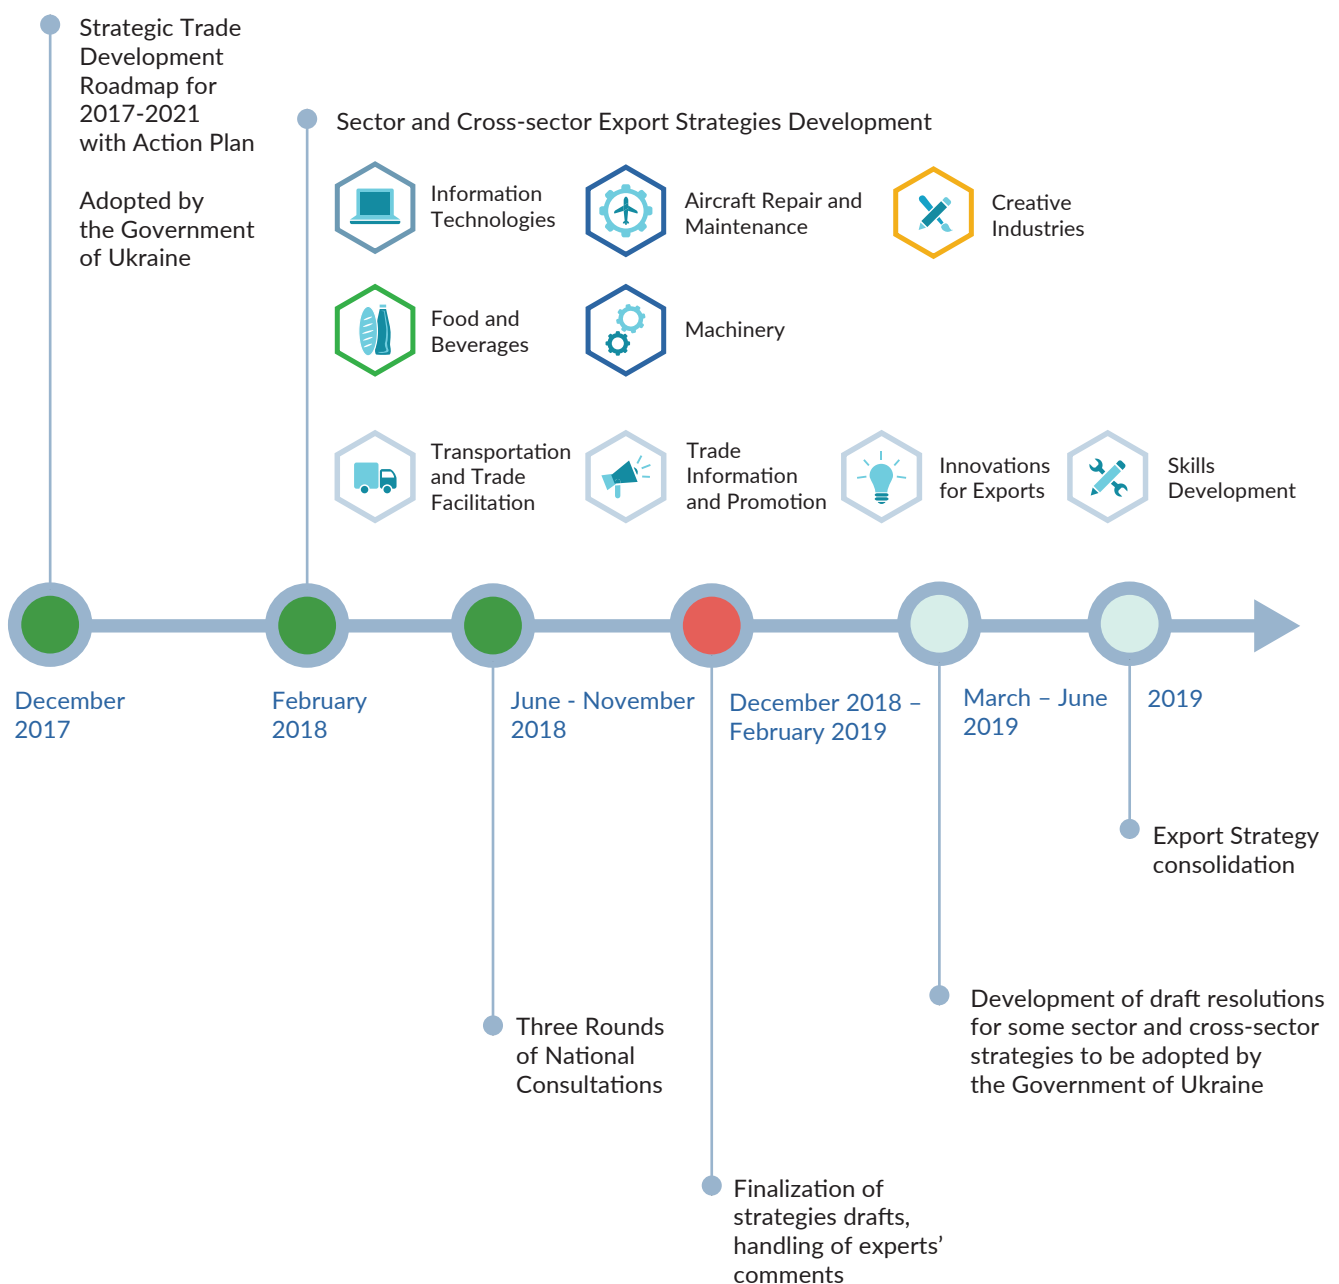 Strategic Trade
Development
Roadmap for
2017-2021
with Action Plan
Adopted by
the Government
of Ukraine
Sector and Cross-sector Export Strategies Development
Information
Technologies
Aircraft Repair and
Maintenance
Creative
Industries
Food and
Beverages
Machinery
Transportation
and Trade
Facilitation
Trade
Information
and Promotion
Innovations
for Exports
Skills
Development
December
2017
February
2018
June - November
2018
December 2018 –
February 2019
March – June
2019
2019
Export Strategy
consolidation
Development of draft resolutions
for some sector and cross-sector
strategies to be adopted by
the Government of Ukraine
Three Rounds
of National
Consultations
Finalization of
strategies drafts,
handling of experts’
comments